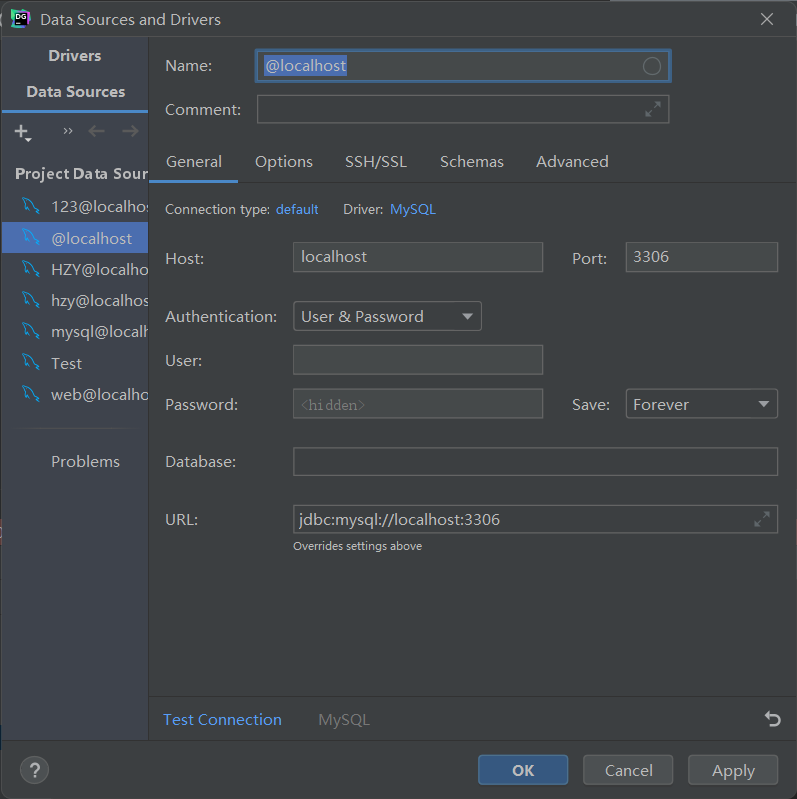 DG
Data Sources and Drivers
Drivers
Data Sources
Project Data Sour
123@localhos
@localhost
HZY@localho
hzy@localhos
mysql@localh
Test
web@localho
Problems
Name: @localhost
Comment:
General Options SSH/SSL Schemas Advanced
Connection type: default Driver: MySQL
Host: localhost Port: 3306
Authentication: User & Password
User:
Password: <hidden> Save: Forever
Database:
URL: jdbc:mysql://localhost:3306
Overrides settings above
Test Connection MySQL
? OK Cancel Apply